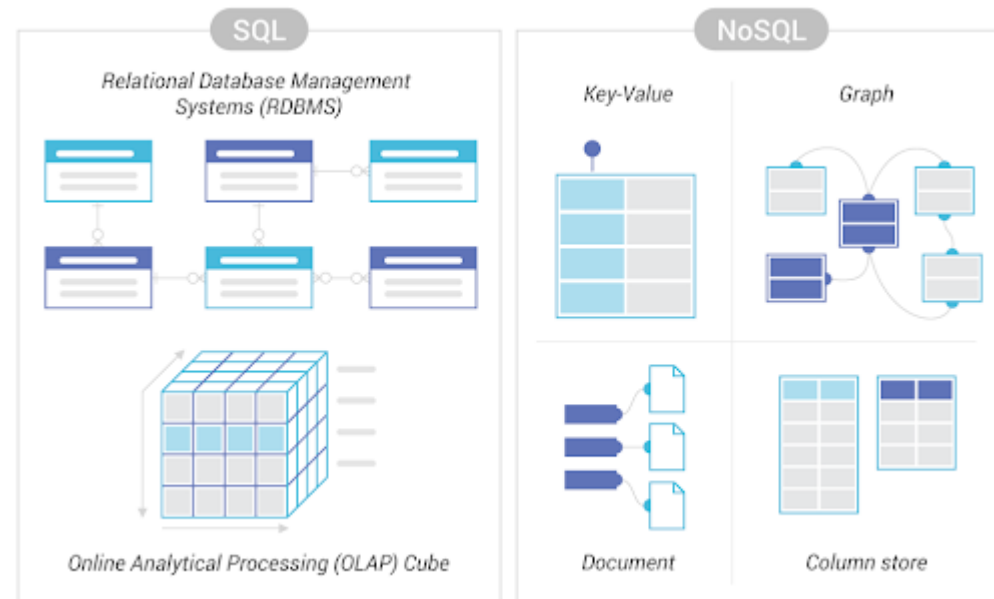 SQL
Relational Database Management
Systems (RDBMS)
Online Analytical Processing (OLAP) Cube
NoSQL
Key-Value
Graph
Document
Column store